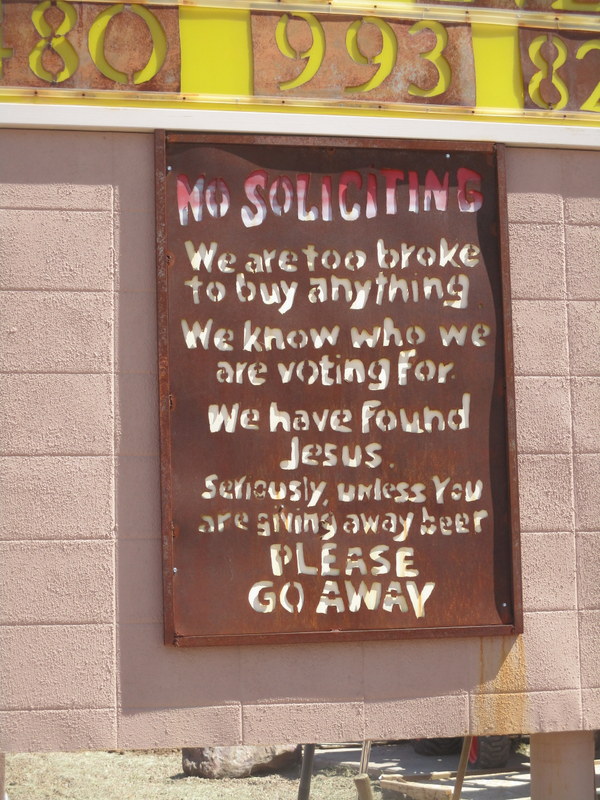 480 993 82
NO SOLICITING
We are too broke
to buy anything
We know who we
are voting For.
We have Found
Jesus.
Seriously, unless You
are giving away beer
PLEASE
GO AWAY